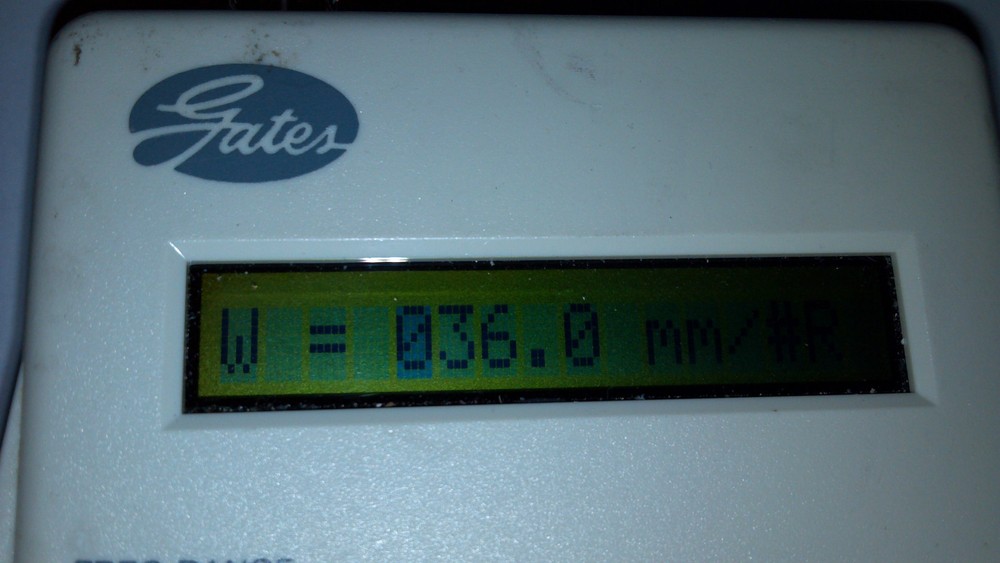 Gates
W = 036.0 mm/#R